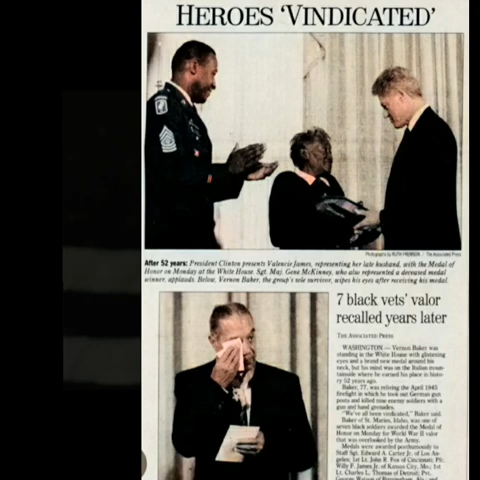 HEROES 'VINDICATED'
Photographs by RUTH FREMSON / The Associated Press
After 52 years: President Clinton presents Valencie James, representing her late husband, with the Medal of
Honor on Monday at the White House. Sgt. Maj. Gene McKinney, who also represented a deceased medal
winner, applauds. Below, Vernon Baker, the group's sole survivor, wipes his eyes after receiving his medal.
7 black vets' valor
recalled years later
THE ASSOCIATED PRESS
WASHINGTON — Vernon Baker was
standing in the White House with glistening
eyes and a brand new medal around his
neck, but his mind was on the Italian moun-
tainside where he earned his place in histo-
ry 52 years ago.
Baker, 77, was reliving the April 1945
firefight in which he took out German gun
posts and killed nine enemy soldiers with a
gun and hand grenades.
"We've all been vindicated," Baker said.
Baker of St. Maries, Idaho, was one of
seven black soldiers awarded the Medal of
Honor on Monday for World War II valor
that was overlooked by the Army.
Medals were awarded posthumously to
Staff Sgt. Edward A. Carter Jr. of Los An-
geles; 1st Lt. John R. Fox of Cincinnati; Pfc.
Willy F. James Jr. of Kansas City, Mo.; 1st
Lt. Charles L. Thomas of Detroit; Pvt.
George Watson of Birmingham, Ala.; and